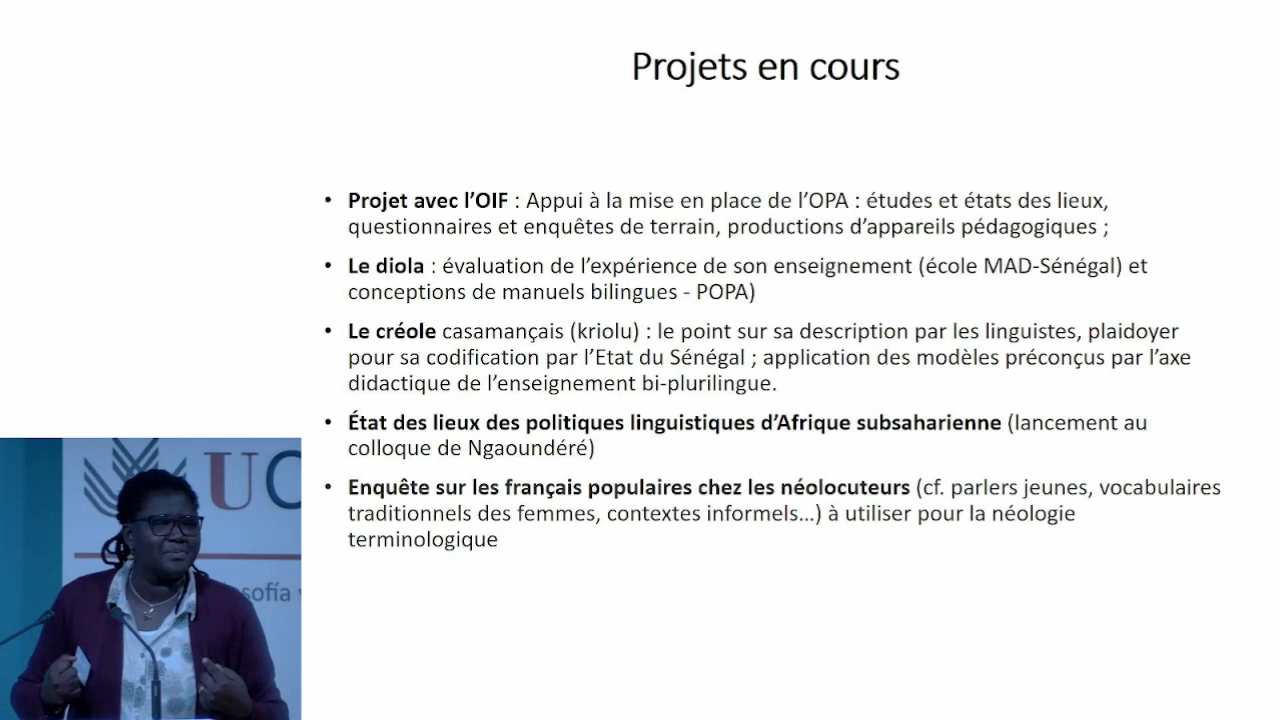 Projets en cours
• Projet avec l’OIF : Appui à la mise en place de l’OPA : études et états des lieux,
questionnaires et enquêtes de terrain, productions d’appareils pédagogiques ;
• Le diola : évaluation de l’expérience de son enseignement (école MAD-Sénégal) et
conceptions de manuels bilingues - POPA)
• Le créole casamançais (kriolu) : le point sur sa description par les linguistes, plaidoyer
pour sa codification par l’Etat du Sénégal ; application des modèles préconçus par l’axe
didactique de l’enseignement bi-plurilingue.
• État des lieux des politiques linguistiques d’Afrique subsaharienne (lancement au
colloque de Ngaoundéré)
• Enquête sur les français populaires chez les néolocuteurs (cf. parlers jeunes, vocabulaires
traditionnels des femmes, contextes informels…) à utiliser pour la néologie
terminologique